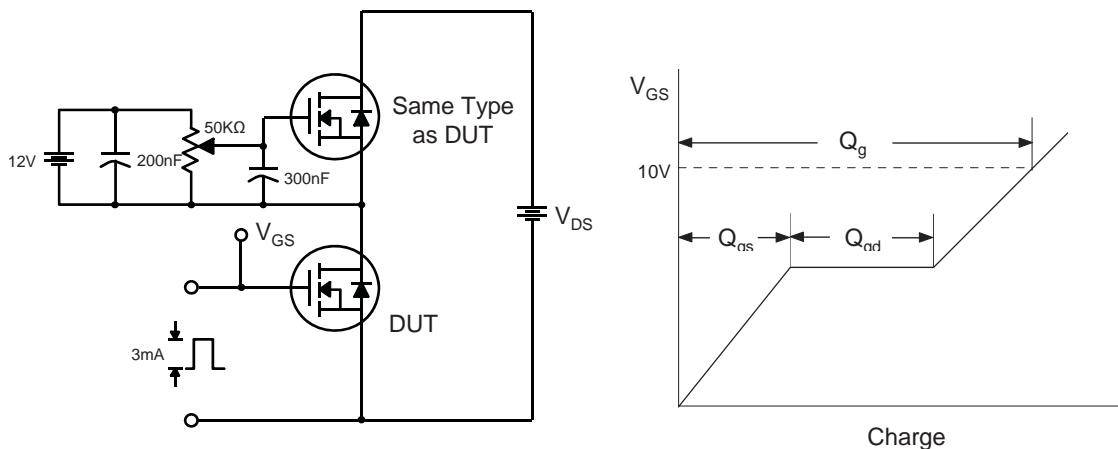 Same Type
as DUT
50KΩ
12V
200nF
300nF
V_GS
V_DS
DUT
3mA
V_GS
Q_g
10V
Q_gs
Q_gd
Charge